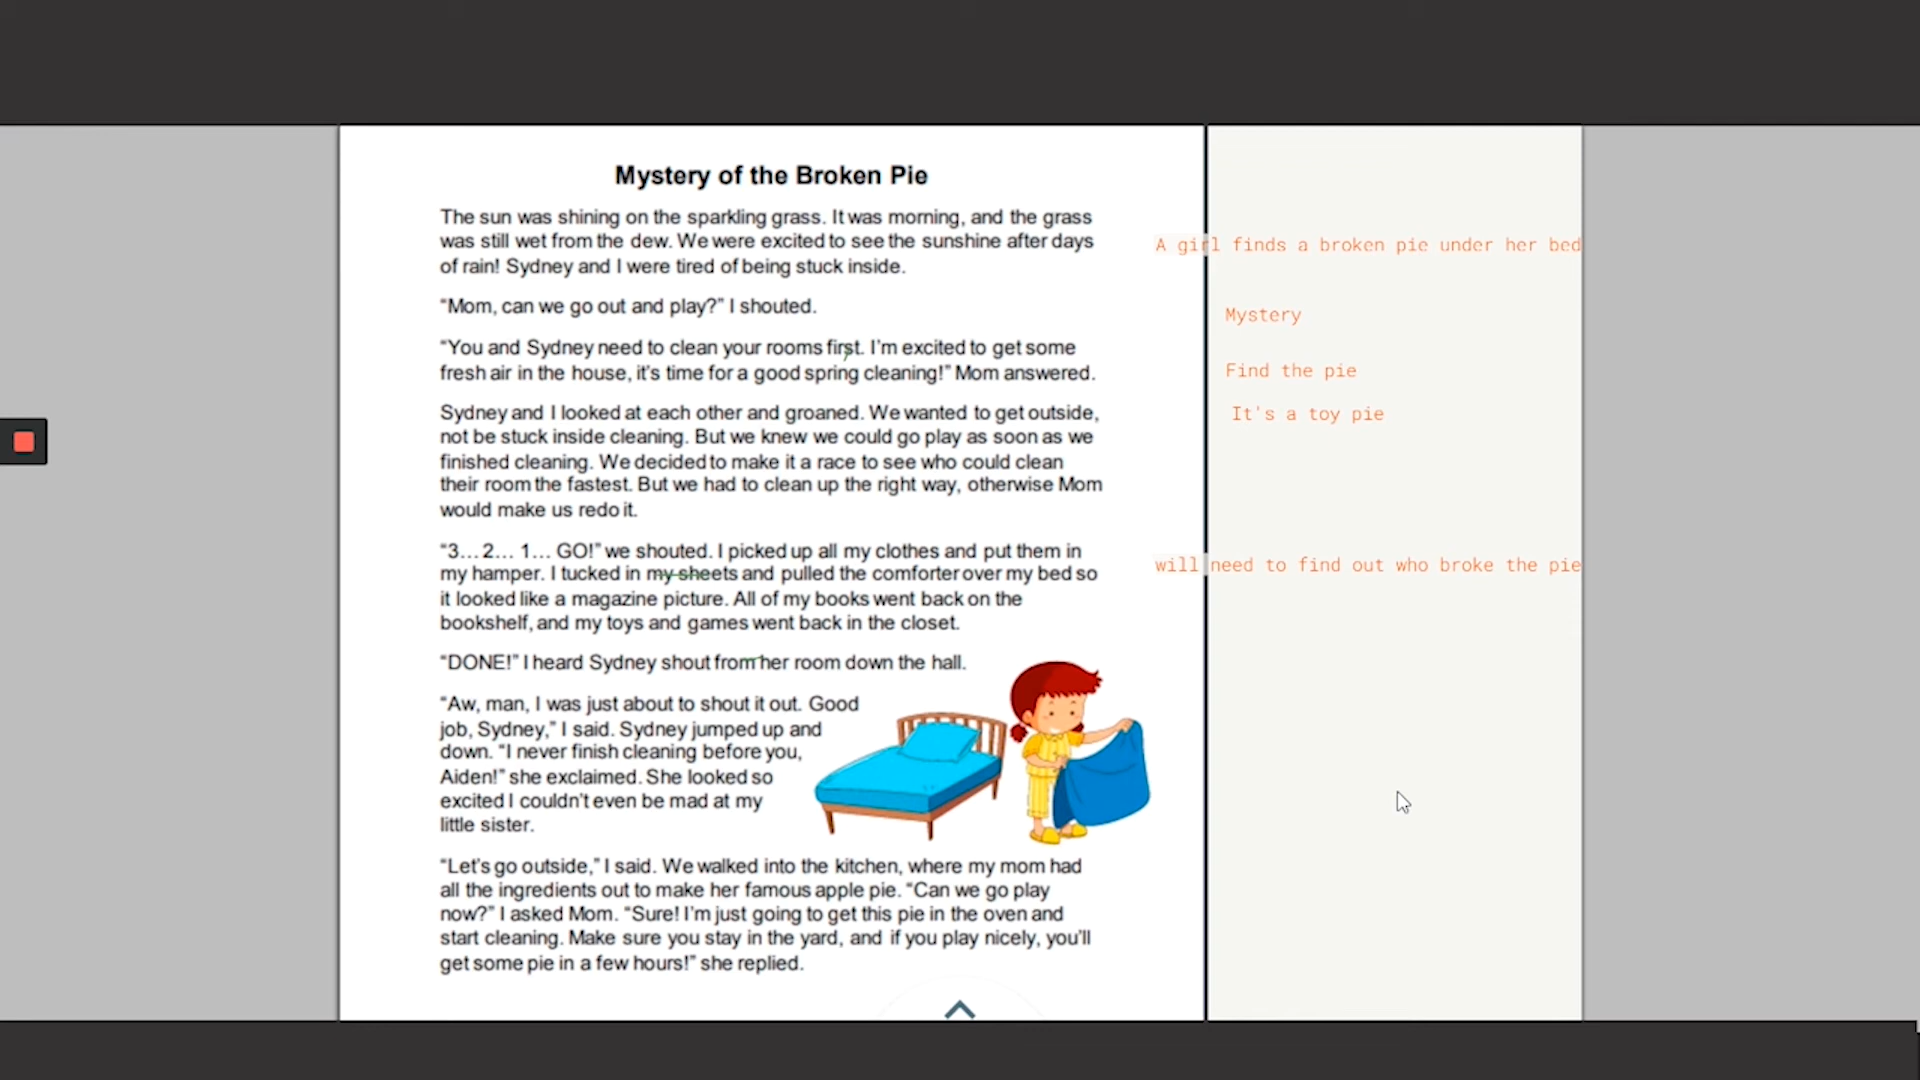 Mystery of the Broken Pie
The sun was shining on the sparkling grass. It was morning, and the grass
was still wet from the dew. We were excited to see the sunshine after days
of rain! Sydney and I were tired of being stuck inside.
“Mom, can we go out and play?” I shouted.
“You and Sydney need to clean your rooms first. I’m excited to get some
fresh air in the house, it’s time for a good spring cleaning!” Mom answered.
Sydney and I looked at each other and groaned. We wanted to get outside,
not be stuck inside cleaning. But we knew we could go play as soon as we
finished cleaning. We decided to make it a race to see who could clean
their room the fastest. But we had to clean up the right way, otherwise Mom
would make us redo it.
“3… 2… 1… GO!” we shouted. I picked up all my clothes and put them in
my hamper. I tucked in my sheets and pulled the comforter over my bed so
it looked like a magazine picture. All of my books went back on the
bookshelf, and my toys and games went back in the closet.
“DONE!” I heard Sydney shout from her room down the hall.
“Aw, man, I was just about to shout it out. Good
job, Sydney,” I said. Sydney jumped up and
down. “I never finish cleaning before you,
Aiden!” she exclaimed. She looked so
excited I couldn’t even be mad at my
little sister.
“Let’s go outside,” I said. We walked into the kitchen, where my mom had
all the ingredients out to make her famous apple pie. “Can we go play
now?” I asked Mom. “Sure! I’m just going to get this pie in the oven and
start cleaning. Make sure you stay in the yard, and if you play nicely, you’ll
get some pie in a few hours!” she replied.
A girl finds a broken pie under her bed
Mystery
Find the pie
It's a toy pie
will need to find out who broke the pie